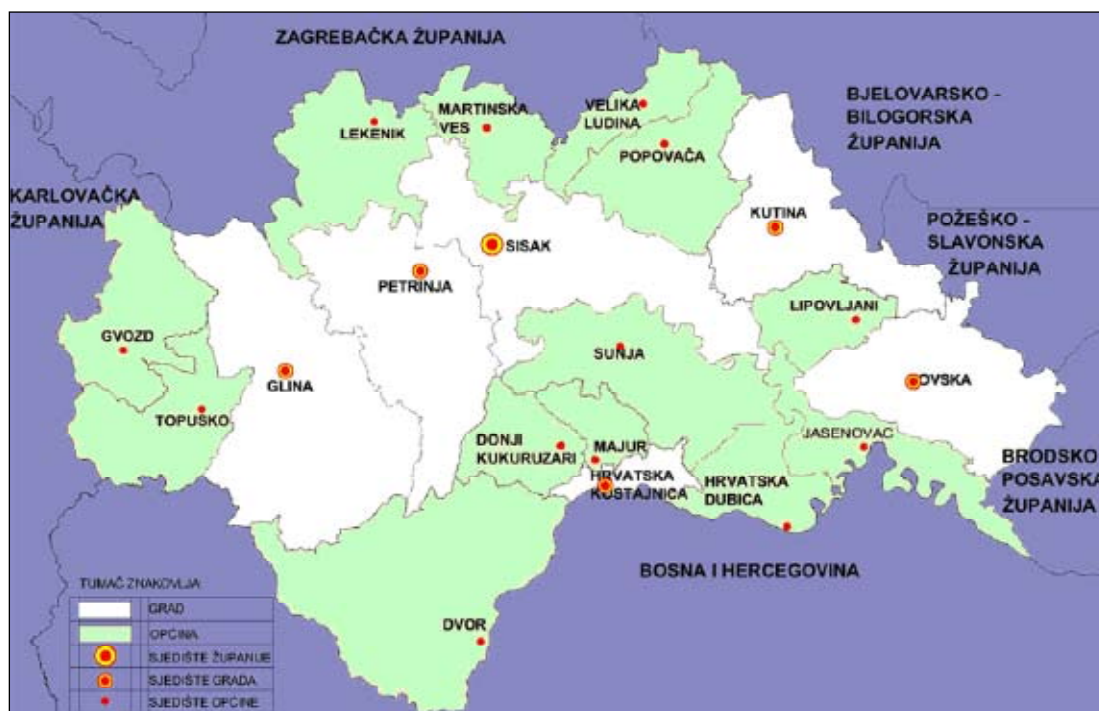 ZAGREBAČKA ŽUPANIJA
BJELOVARSKO -
BILOGORSKA
ŽUPANIJA
KARLOVAČKA
ŽUPANIJA
POŽEŠKO -
SLAVONSKA
ŽUPANIJA
LEKENIK
MARTINSKA
VES
VELIKA
LUDINA
POPOVAČA
KUTINA
SISAK
PETRINJA
LIPOVLJANI
GVOZD
SUNJA
GLINA
OVSKA
TOPUSKO
DONJI
KUKURUZARI
MAJUR
JASENOVAC
HRVATSKA
KOSTAJNICA
HRVATSKA
DUBICA
BRODSKO
POSAVSKA
ŽUPANIJA
BOSNA I HERCEGOVINA
DVOR
TUMAČ ZNAKOVLJA:
GRAD
OPĆINA
SJEDIŠTE ŽUPANIJE
SJEDIŠTE GRADA
SJEDIŠTE OPĆINE